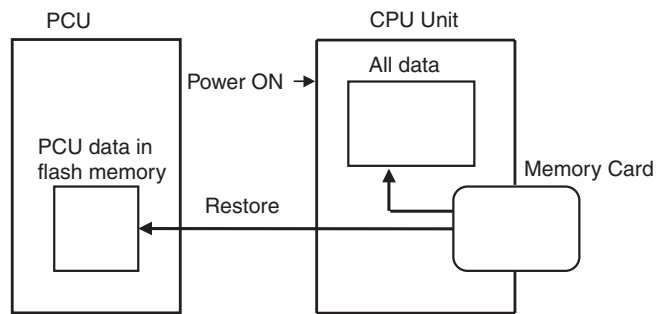 PCU
CPU Unit
Power ON
All data
PCU data in
flash memory
Memory Card
Restore